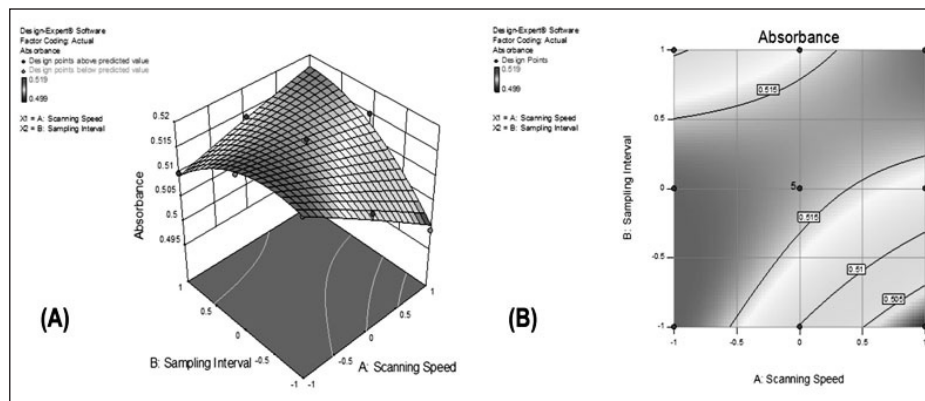 Design-Expert® Software
Factor Coding: Actual
Absorbance
Design points above predicted value
Design points below predicted value
0.519
0.499
X1 = A: Scanning Speed
X2 = B: Sampling Interval
0.52
0.515
0.51
0.505
0.5
0.495
Absorbance
1
0.5
0
-0.5
-1
B: Sampling Interval
-1
-0.5
0
0.5
1
A: Scanning Speed
(A)
Design-Expert® Software
Factor Coding: Actual
Absorbance
Design Points
0.519
0.499
X1 = A: Scanning Speed
X2 = B: Sampling Interval
(B)
Absorbance
1
0.5
0
-0.5
-1
B: Sampling Interval
0.515
5
0.515
0.51
0.505
-1
-0.5
0
0.5
1
A: Scanning Speed